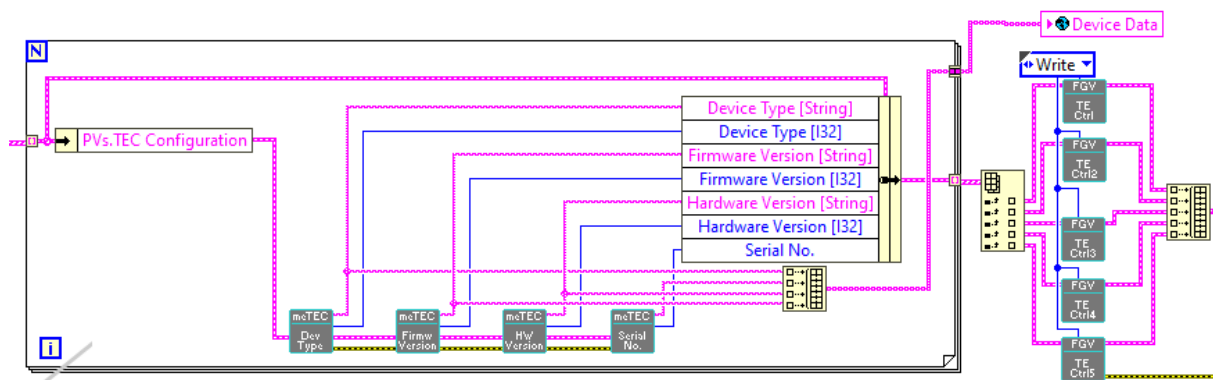 N
Device Data
Write
PVs.TEC Configuration
Device Type [String]
Device Type [I32]
Firmware Version [String]
Firmware Version [I32]
Hardware Version [String]
Hardware Version [I32]
Serial No.
meTEC
Dev
Type
meTEC
Firmw
Version
meTEC
HW
Version
meTEC
Serial
No.
i
FGV
TE
Ctrl
FGV
TE
Ctrl2
FGV
TE
Ctrl3
FGV
TE
Ctrl4
FGV
TE
Ctrl5